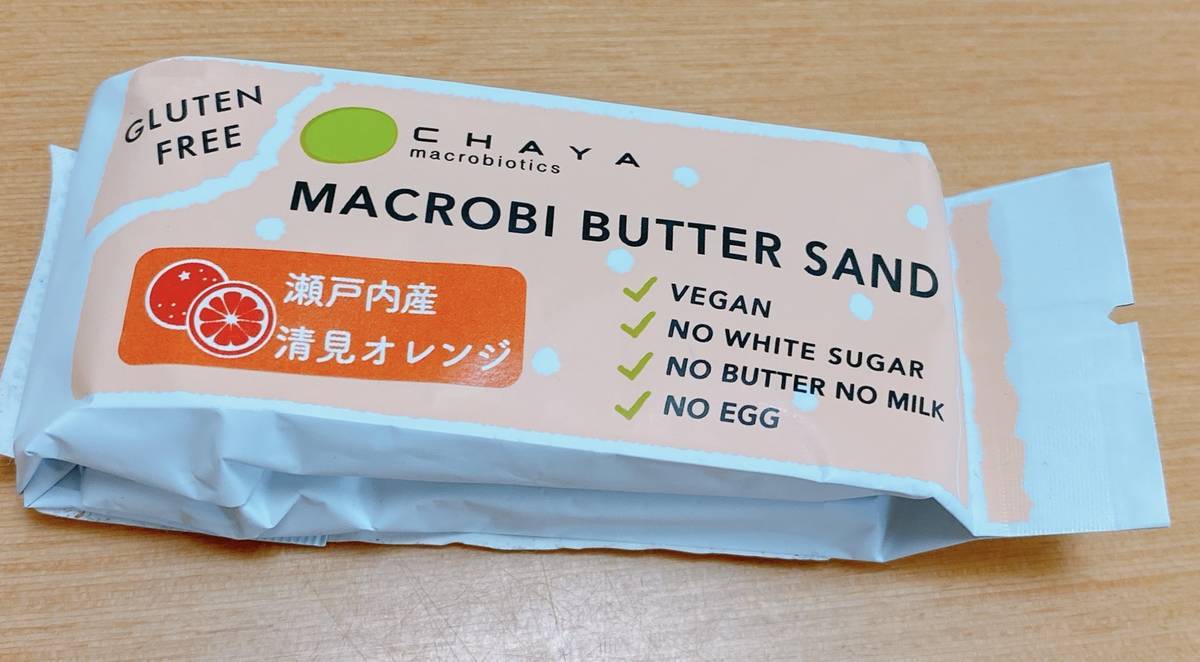 GLUTEN
FREE
CHAYA
macrobiotics
MACROBI BUTTER SAND
瀬戸内産
清見オレンジ
VEGAN
NO WHITE SUGAR
NO BUTTER NO MILK
NO EGG